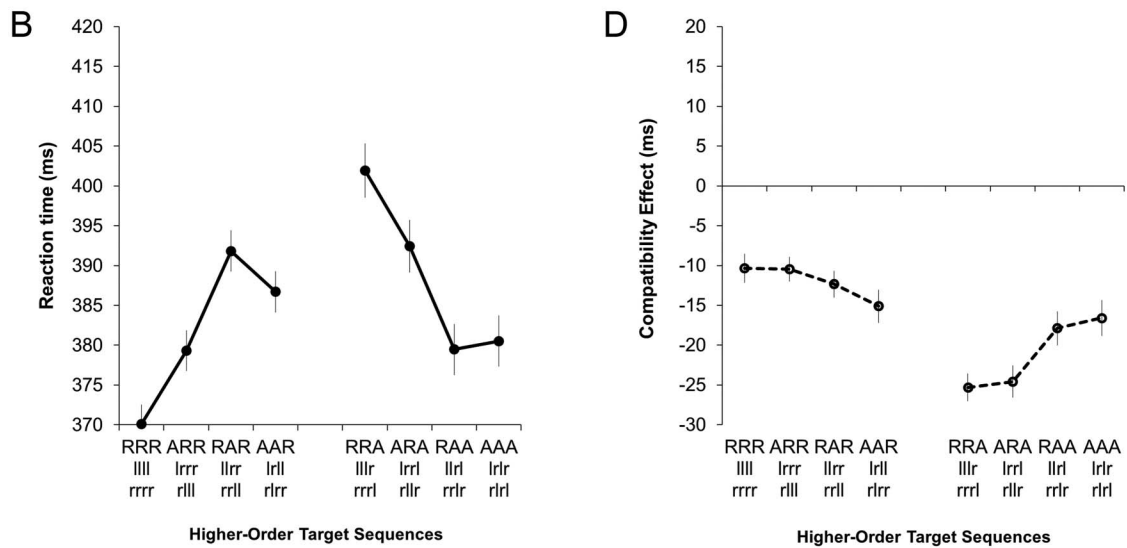 B
420
415
410
405
400
395
390
385
380
375
370
Reaction time (ms)
RRR ARR RAR AAR RRA ARA RAA AAA
llll lrrr llrr lrll lllr lrrl llrl lrlr
rrrr rlll rrll rlrr rrrl rllr rrlr rlrl
Higher-Order Target Sequences
D
20
15
10
5
0
-5
-10
-15
-20
-25
-30
Compatibility Effect (ms)
RRR ARR RAR AAR RRA ARA RAA AAA
llll lrrr llrr lrll lllr lrrl llrl lrlr
rrrr rlll rrll rlrr rrrl rllr rrlr rlrl
Higher-Order Target Sequences